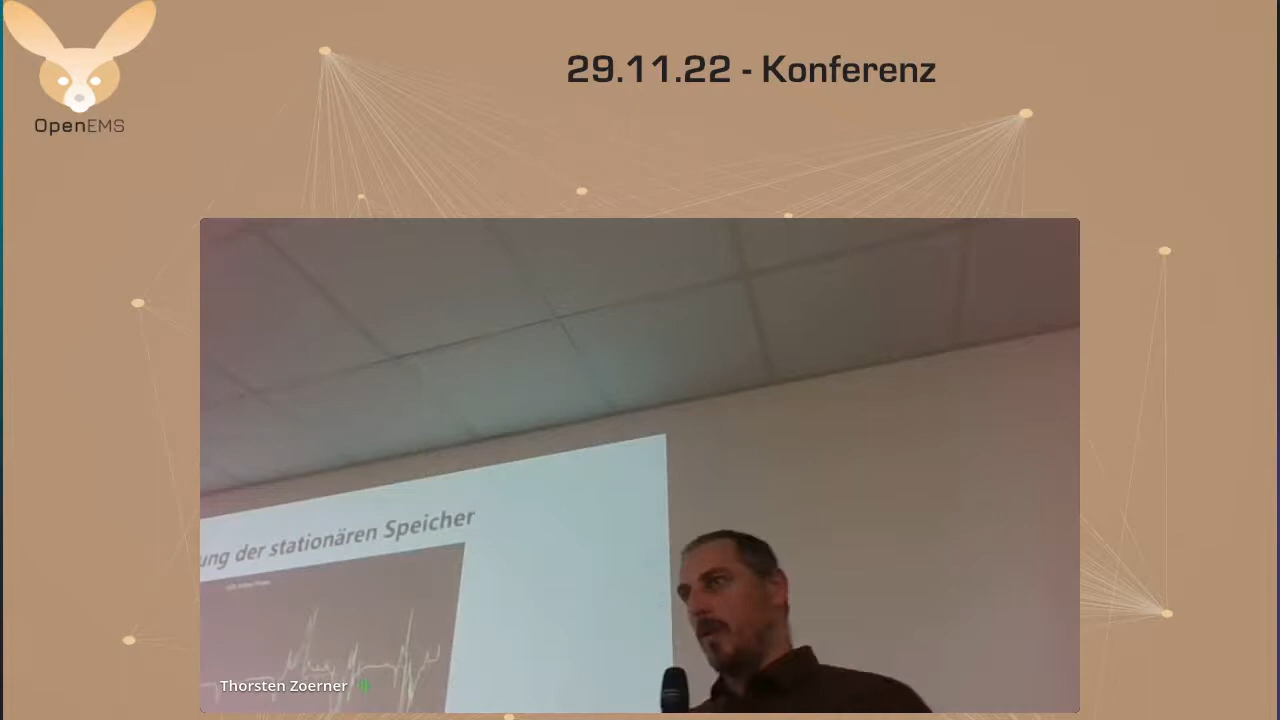 29.11.22 - Konferenz
OpenEMS
ung der stationären Speicher
Thorsten Zoerner